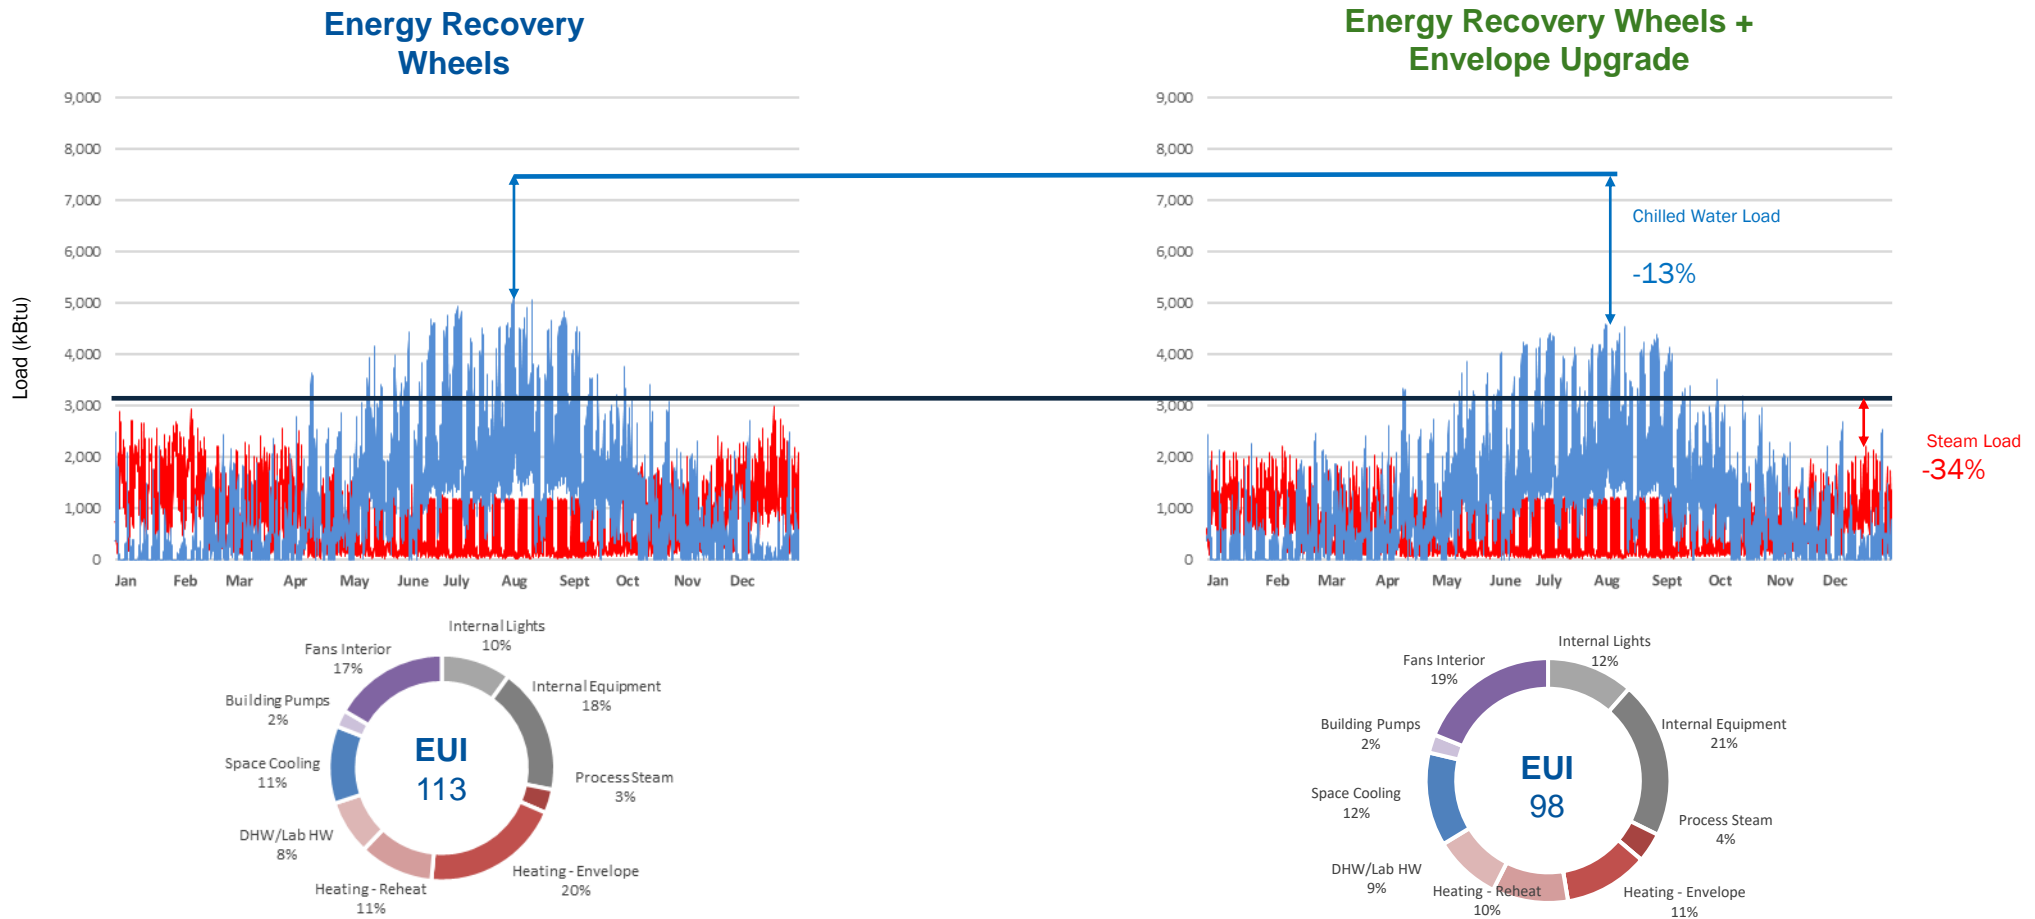 Energy Recovery
Wheels
Energy Recovery Wheels +
Envelope Upgrade
Load (kBtu)
9,000
8,000
7,000
6,000
5,000
4,000
3,000
2,000
1,000
0
Jan Feb Mar Apr May June July Aug Sept Oct Nov Dec
9,000
8,000
7,000
6,000
5,000
4,000
3,000
2,000
1,000
0
Jan Feb Mar Apr May June July Aug Sept Oct Nov Dec
Chilled Water Load
-13%
Steam Load
-34%
Internal Lights
10%
Internal Equipment
18%
Process Steam
3%
Heating - Envelope
20%
Heating - Reheat
11%
DHW/Lab HW
8%
Space Cooling
11%
Building Pumps
2%
Fans Interior
17%
EUI
113
Internal Lights
12%
Internal Equipment
21%
Process Steam
4%
Heating - Envelope
11%
Heating - Reheat
10%
DHW/Lab HW
9%
Space Cooling
12%
Building Pumps
2%
Fans Interior
19%
EUI
98